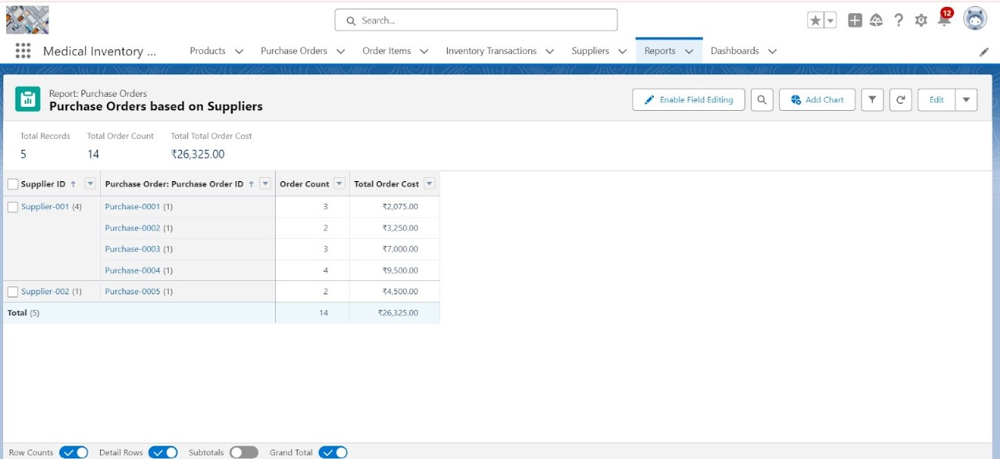 Search...
12
Medical Inventory ... Products Purchase Orders Order Items Inventory Transactions Suppliers Reports Dashboards
Report: Purchase Orders
Purchase Orders based on Suppliers
Enable Field Editing Add Chart Edit
Total Records Total Order Count Total Total Order Cost
5 14 ₹26,325.00
Supplier ID ↑ Purchase Order: Purchase Order ID ↑ Order Count Total Order Cost
Supplier-001 (4) Purchase-0001 (1) 3 ₹2,075.00
Purchase-0002 (1) 2 ₹3,250.00
Purchase-0003 (1) 3 ₹7,000.00
Purchase-0004 (1) 4 ₹9,500.00
Supplier-002 (1) Purchase-0005 (1) 2 ₹4,500.00
Total (5) 14 ₹26,325.00
Row Counts Detail Rows Subtotals Grand Total